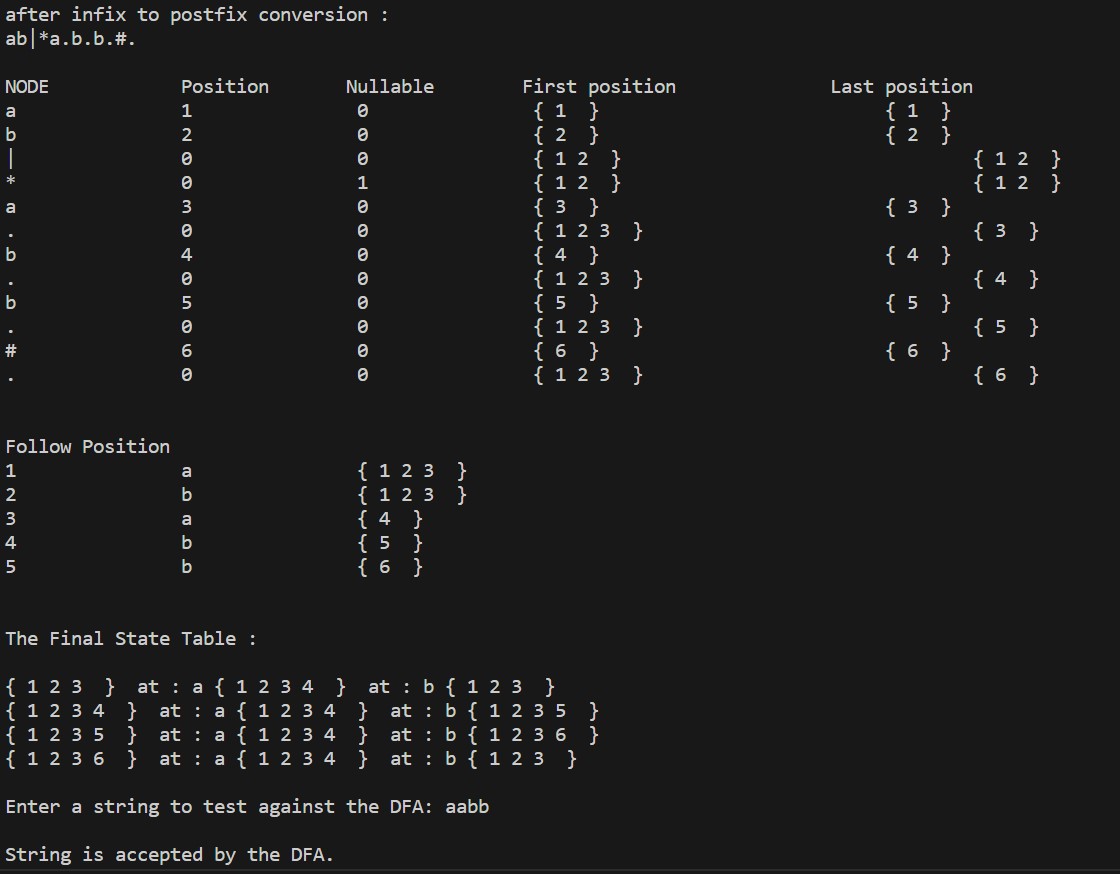 after infix to postfix conversion :
ab|*a.b.b.#.
NODE Position Nullable First position Last position
a 1 0 { 1 } { 1 }
b 2 0 { 2 } { 2 }
| 0 0 { 1 2 } { 1 2 }
* 0 1 { 1 2 } { 1 2 }
a 3 0 { 3 } { 3 }
. 0 0 { 1 2 3 } { 3 }
b 4 0 { 4 } { 4 }
. 0 0 { 1 2 3 } { 4 }
b 5 0 { 5 } { 5 }
. 0 0 { 1 2 3 } { 5 }
# 6 0 { 6 } { 6 }
. 0 0 { 1 2 3 } { 6 }
Follow Position
1 a { 1 2 3 }
2 b { 1 2 3 }
3 a { 4 }
4 b { 5 }
5 b { 6 }
The Final State Table :
{ 1 2 3 } at : a { 1 2 3 4 } at : b { 1 2 3 }
{ 1 2 3 4 } at : a { 1 2 3 4 } at : b { 1 2 3 5 }
{ 1 2 3 5 } at : a { 1 2 3 4 } at : b { 1 2 3 6 }
{ 1 2 3 6 } at : a { 1 2 3 4 } at : b { 1 2 3 }
Enter a string to test against the DFA: aabb
String is accepted by the DFA.